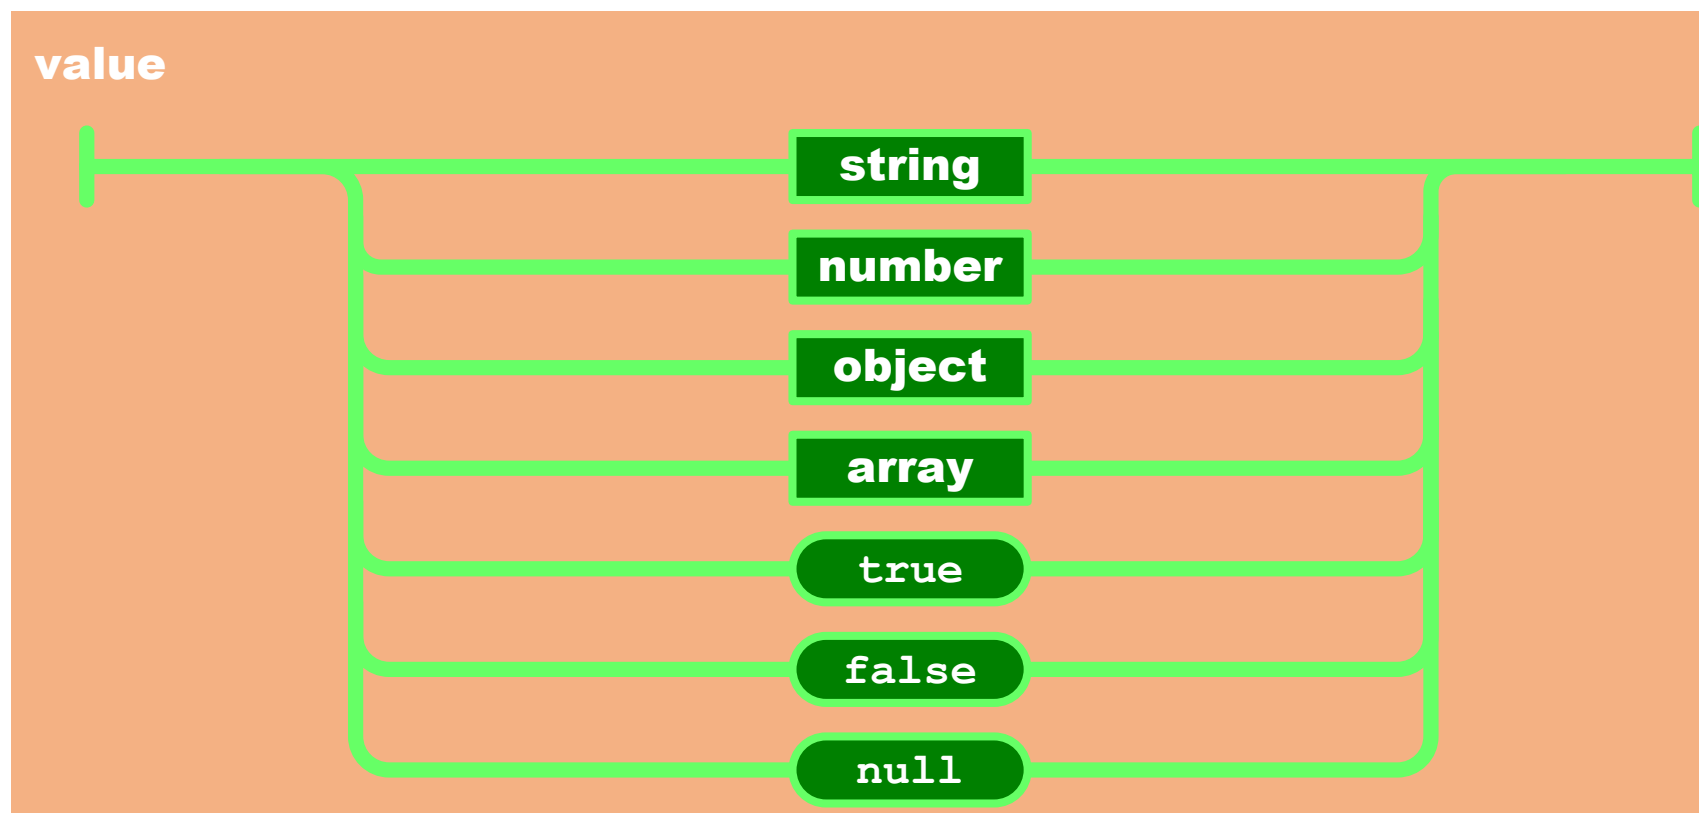 value
string
number
object
array
true
false
null